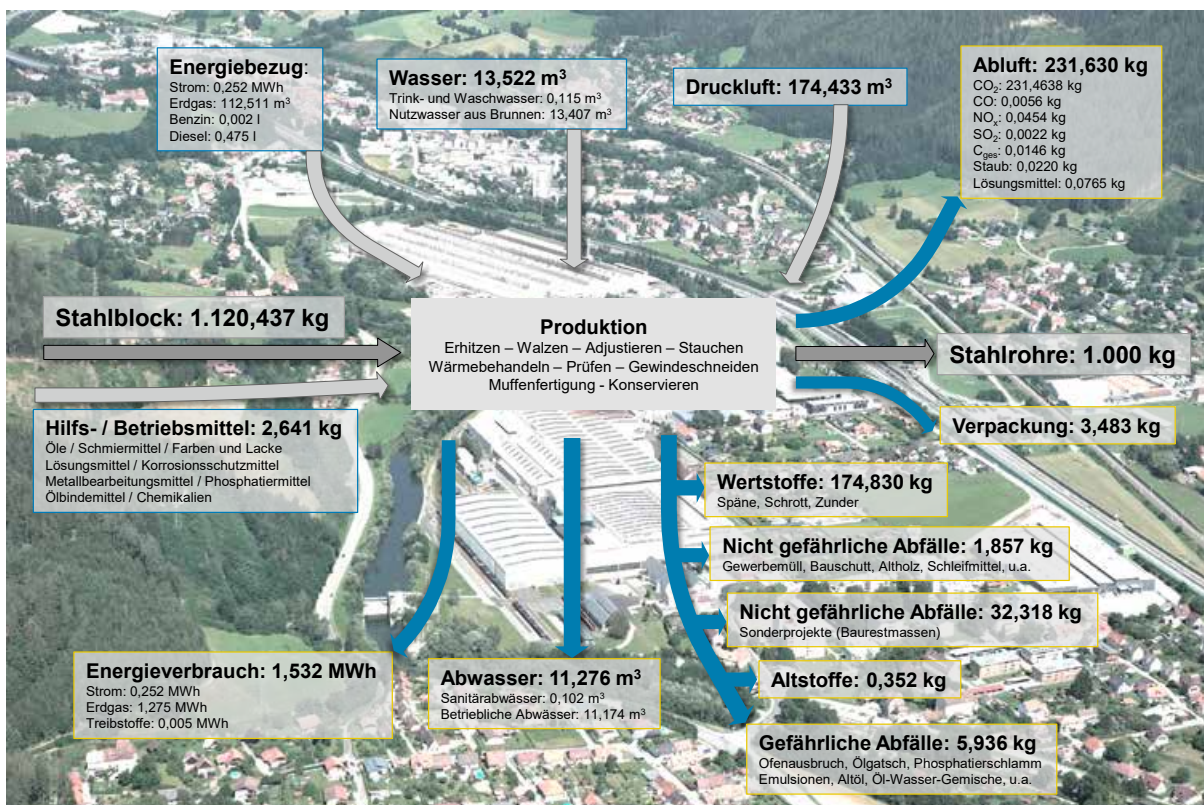 Energiebezug:
Strom: 0,252 MWh
Erdgas: 112,511 m³
Benzin: 0,002 l
Diesel: 0,475 l
Wasser: 13,522 m³
Trink- und Waschwasser: 0,115 m³
Nutzwasser aus Brunnen: 13,407 m³
Druckluft: 174,433 m³
Abluft: 231,630 kg
CO₂: 231,4638 kg
CO: 0,0056 kg
NOₓ: 0,0454 kg
SO₂: 0,0022 kg
C_ges: 0,0146 kg
Staub: 0,0220 kg
Lösungsmittel: 0,0765 kg
Stahlblock: 1.120,437 kg
Produktion
Erhitzen – Walzen – Adjustieren – Stauchen
Wärmebehandeln – Prüfen – Gewindeschneiden
Muffenfertigung - Konservieren
Stahlrohre: 1.000 kg
Hilfs- / Betriebsmittel: 2,641 kg
Öle / Schmiermittel / Farben und Lacke
Lösungsmittel / Korrosionsschutzmittel
Metallbearbeitungsmittel / Phosphatiermittel
Ölbindemittel / Chemikalien
Verpackung: 3,483 kg
Wertstoffe: 174,830 kg
Späne, Schrott, Zunder
Nicht gefährliche Abfälle: 1,857 kg
Gewerbemüll, Bauschutt, Altholz, Schleifmittel, u.a.
Nicht gefährliche Abfälle: 32,318 kg
Sonderprojekte (Baurestmassen)
Altstoffe: 0,352 kg
Gefährliche Abfälle: 5,936 kg
Ofenausbruch, Ölgatsch, Phosphatierschlamm
Emulsionen, Altöl, Öl-Wasser-Gemische, u.a.
Energieverbrauch: 1,532 MWh
Strom: 0,252 MWh
Erdgas: 1,275 MWh
Treibstoffe: 0,005 MWh
Abwasser: 11,276 m³
Sanitärabwässer: 0,102 m³
Betriebliche Abwässer: 11,174 m³